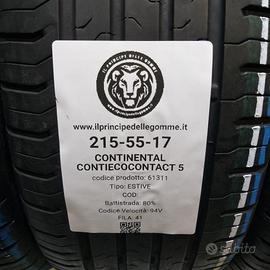 IL PRINCIPE DELLE GOMME
www.ilprincipedellegomme.it
215-55-17
CONTINENTAL
CONTIECOCONTACT 5
codice prodotto: 61311
Tipo: ESTIVE
COD:
Battistrada: 80%
Codice Velocità: 94V
FILA: 41
subito